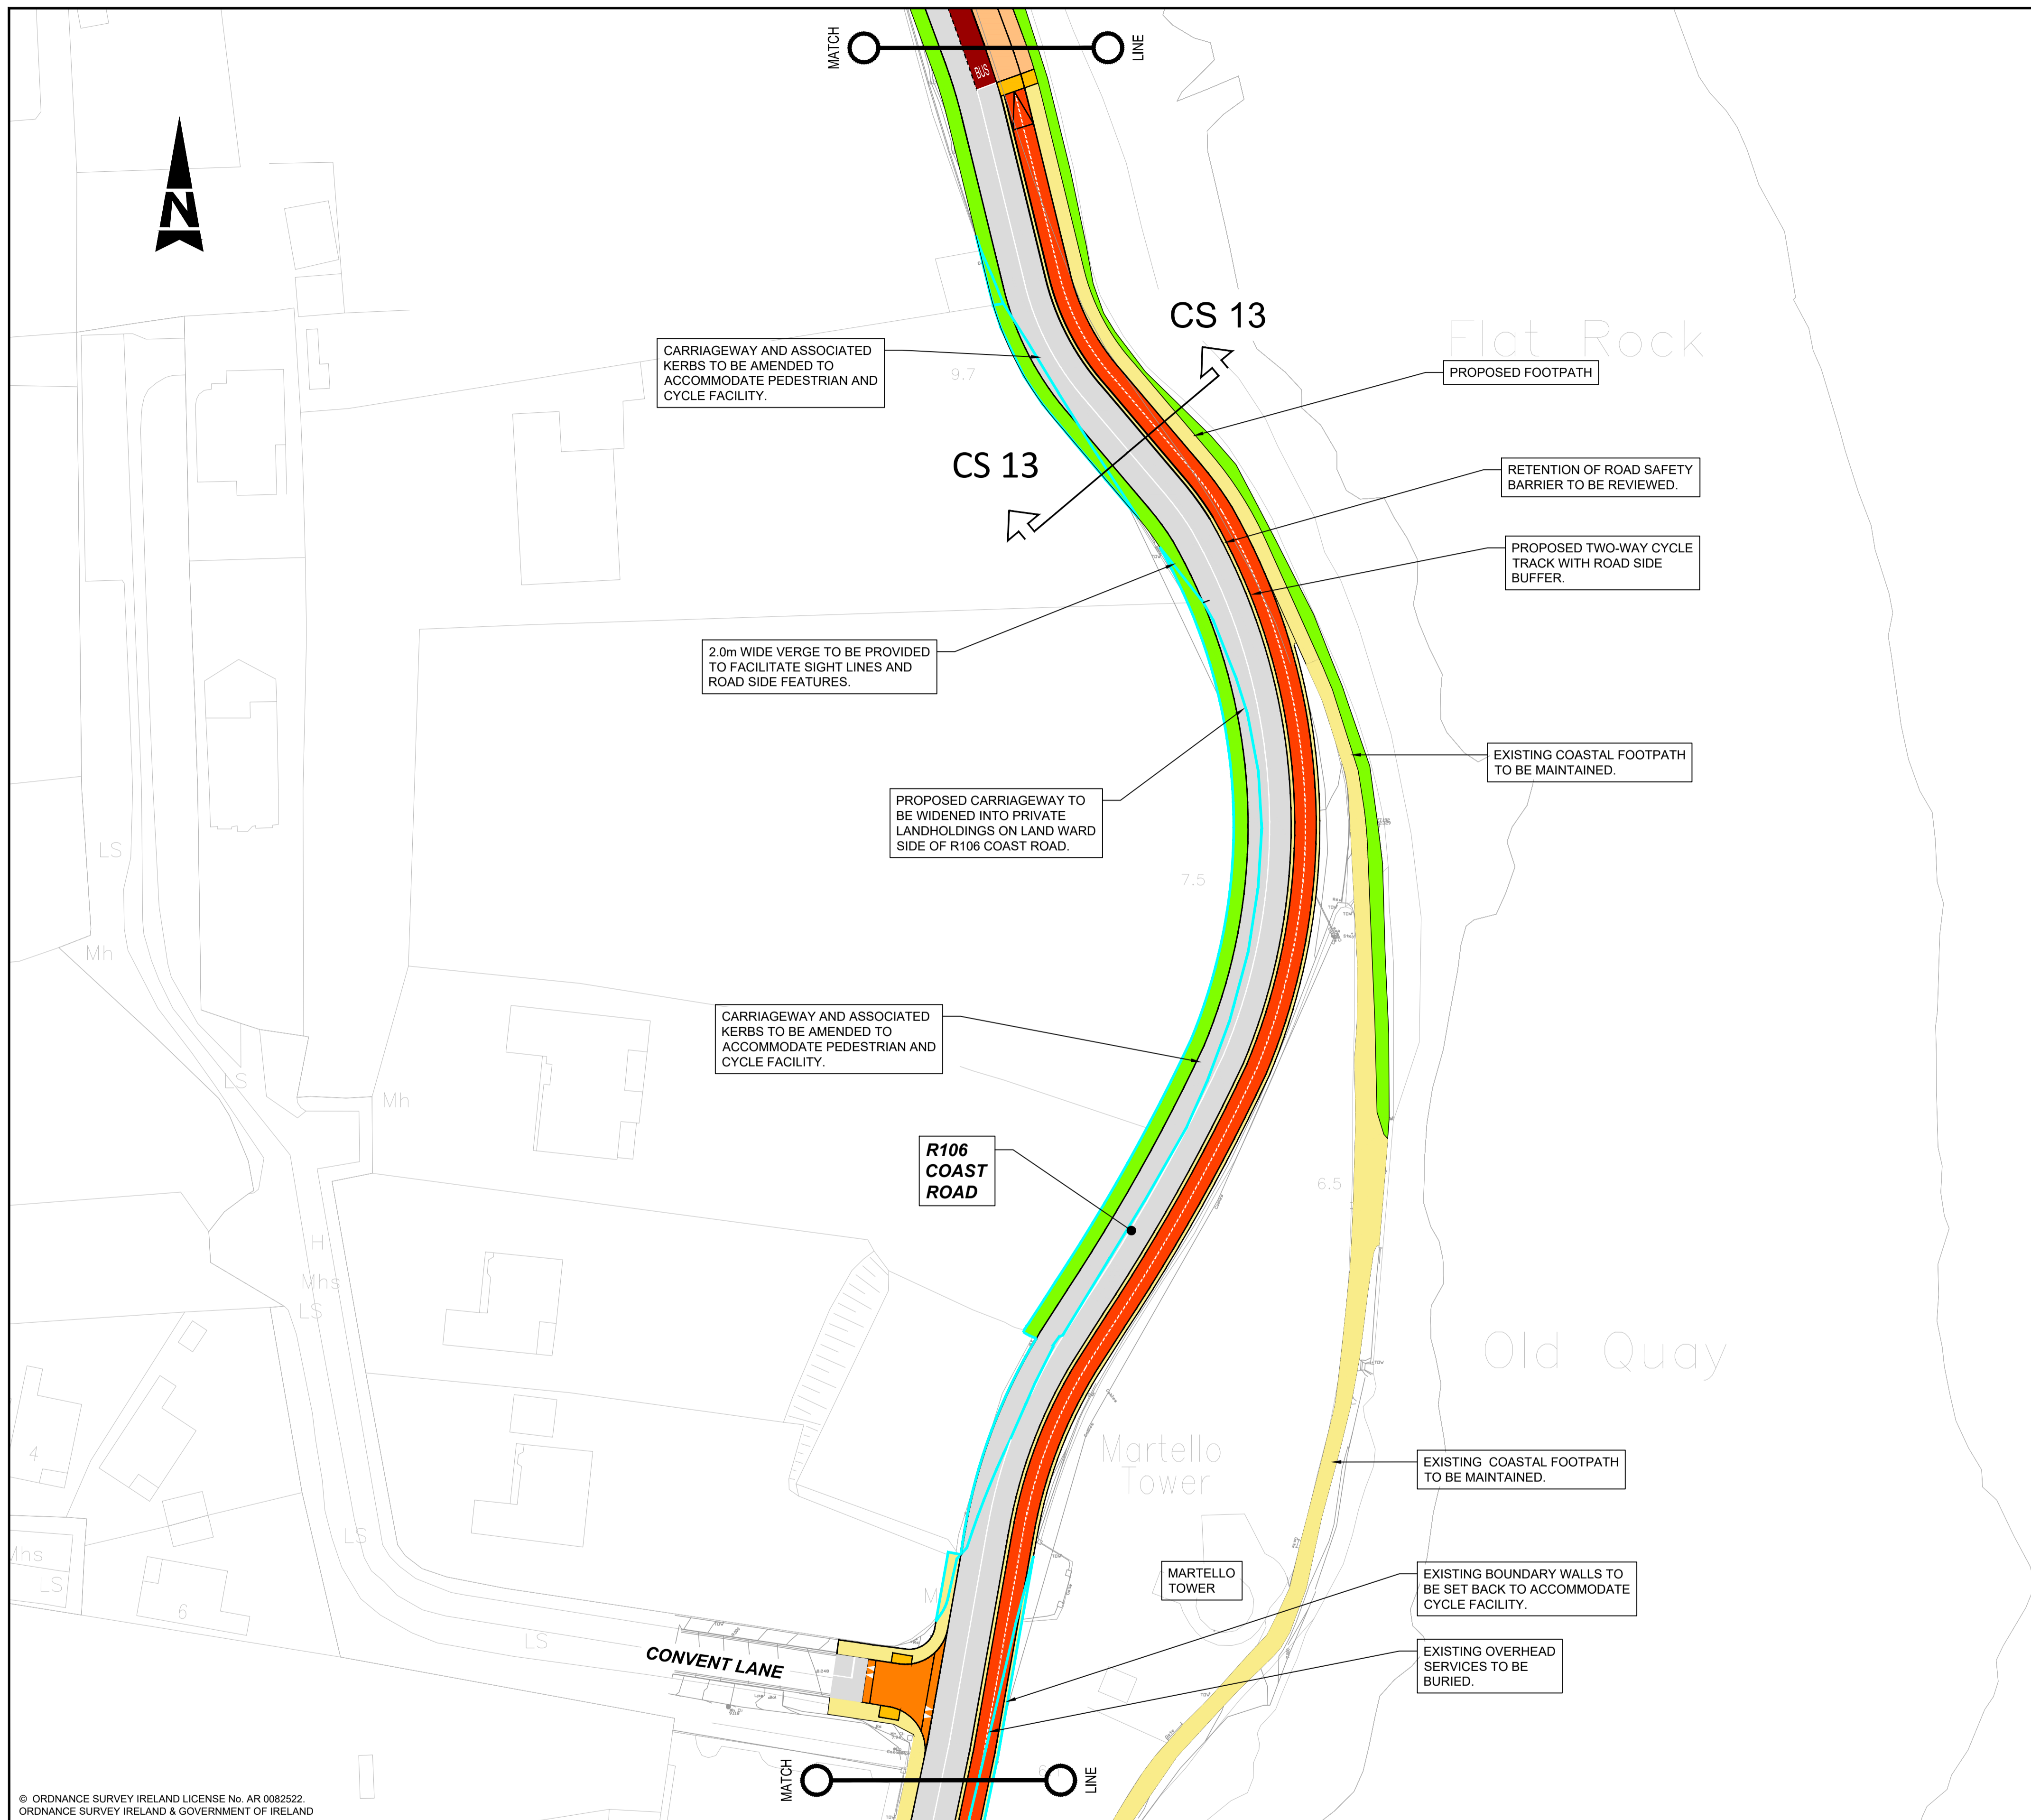 MATCH
LINE
BUS
N
CS 13
Flat Rock
CARRIAGEWAY AND ASSOCIATED
KERBS TO BE AMENDED TO
ACCOMMODATE PEDESTRIAN AND
CYCLE FACILITY.
9.7
PROPOSED FOOTPATH
CS 13
RETENTION OF ROAD SAFETY
BARRIER TO BE REVIEWED.
PROPOSED TWO-WAY CYCLE
TRACK WITH ROAD SIDE
BUFFER.
2.0m WIDE VERGE TO BE PROVIDED
TO FACILITATE SIGHT LINES AND
ROAD SIDE FEATURES.
EXISTING COASTAL FOOTPATH
TO BE MAINTAINED.
PROPOSED CARRIAGEWAY TO
BE WIDENED INTO PRIVATE
LANDHOLDINGS ON LAND WARD
SIDE OF R106 COAST ROAD.
LS
7.5
Mh
CARRIAGEWAY AND ASSOCIATED
KERBS TO BE AMENDED TO
ACCOMMODATE PEDESTRIAN AND
CYCLE FACILITY.
LS
Mh
R106
COAST
ROAD
6.5
H
Mhs
LS
Old Quay
4
Martello
Tower
EXISTING COASTAL FOOTPATH
TO BE MAINTAINED.
LS
Mhs
LS
MARTELLO
TOWER
EXISTING BOUNDARY WALLS TO
BE SET BACK TO ACCOMMODATE
CYCLE FACILITY.
6
LS
CONVENT LANE
EXISTING OVERHEAD
SERVICES TO BE
BURIED.
MATCH
LINE
© ORDNANCE SURVEY IRELAND LICENSE No. AR 0082522.
ORDNANCE SURVEY IRELAND & GOVERNMENT OF IRELAND